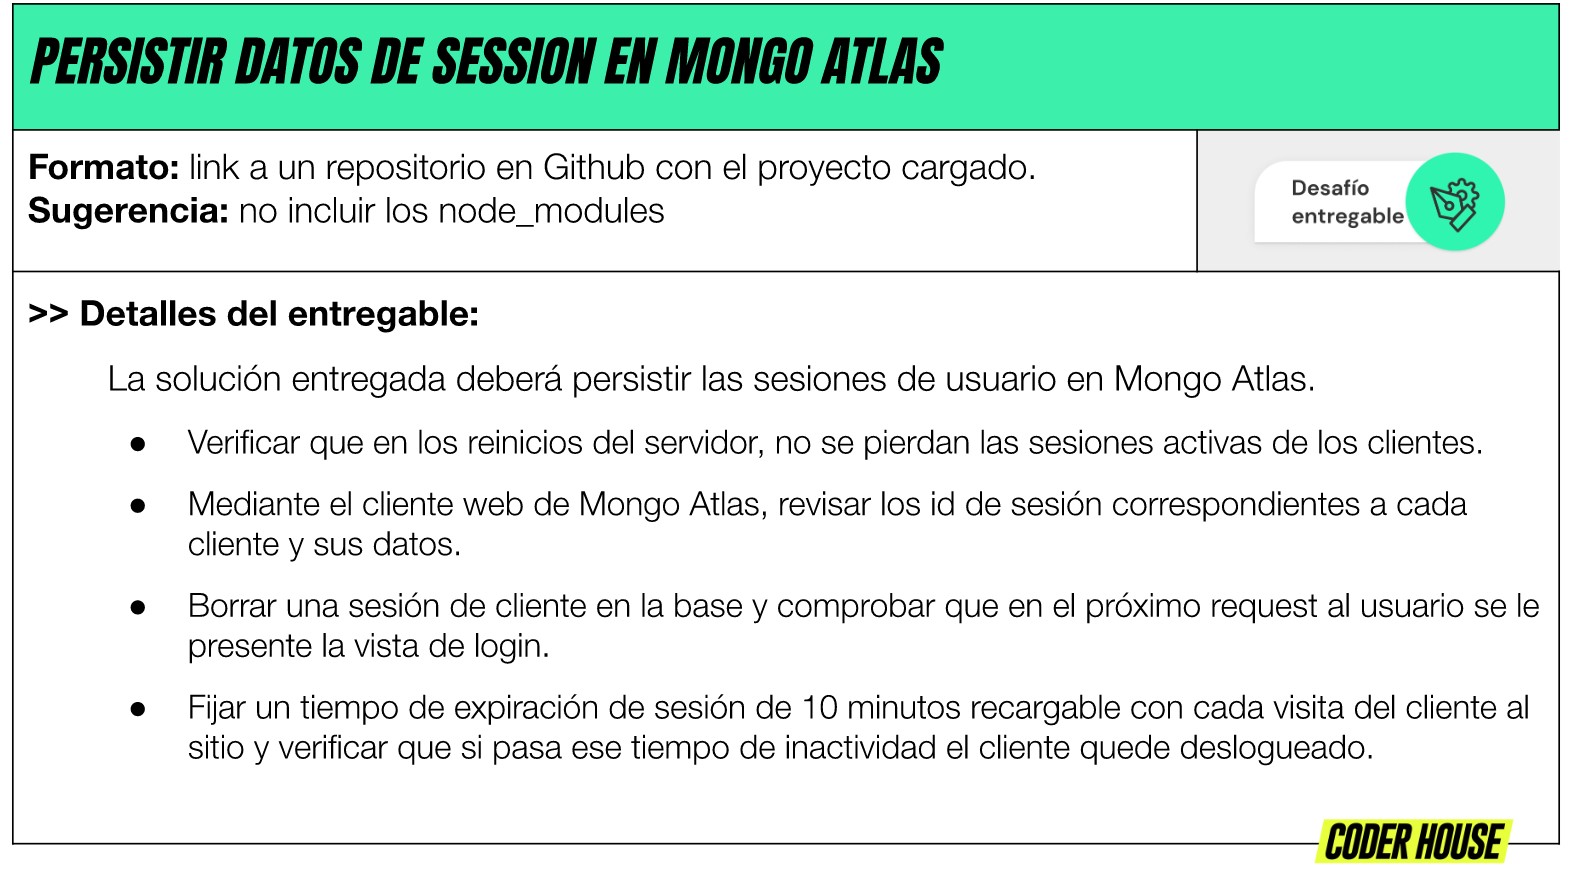 PERSISTIR DATOS DE SESSION EN MONGO ATLAS
Formato: link a un repositorio en Github con el proyecto cargado.
Sugerencia: no incluir los node_modules
Desafío
entregable
>> Detalles del entregable:
La solución entregada deberá persistir las sesiones de usuario en Mongo Atlas.
● Verificar que en los reinicios del servidor, no se pierdan las sesiones activas de los clientes.
● Mediante el cliente web de Mongo Atlas, revisar los id de sesión correspondientes a cada
cliente y sus datos.
● Borrar una sesión de cliente en la base y comprobar que en el próximo request al usuario se le
presente la vista de login.
● Fijar un tiempo de expiración de sesión de 10 minutos recargable con cada visita del cliente al
sitio y verificar que si pasa ese tiempo de inactividad el cliente quede deslogueado.
CODER HOUSE